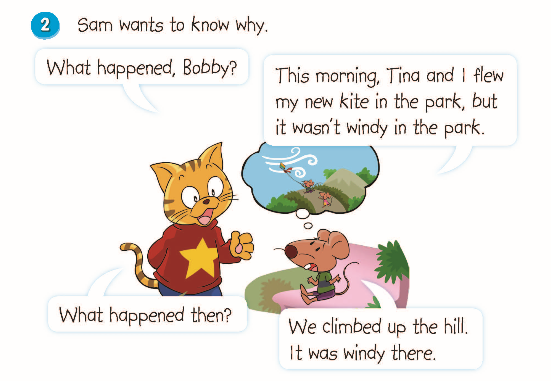 2 Sam wants to know why.
What happened, Bobby?
This morning, Tina and I flew
my new kite in the park, but
it wasn't windy in the park.
What happened then?
We climbed up the hill.
It was windy there.